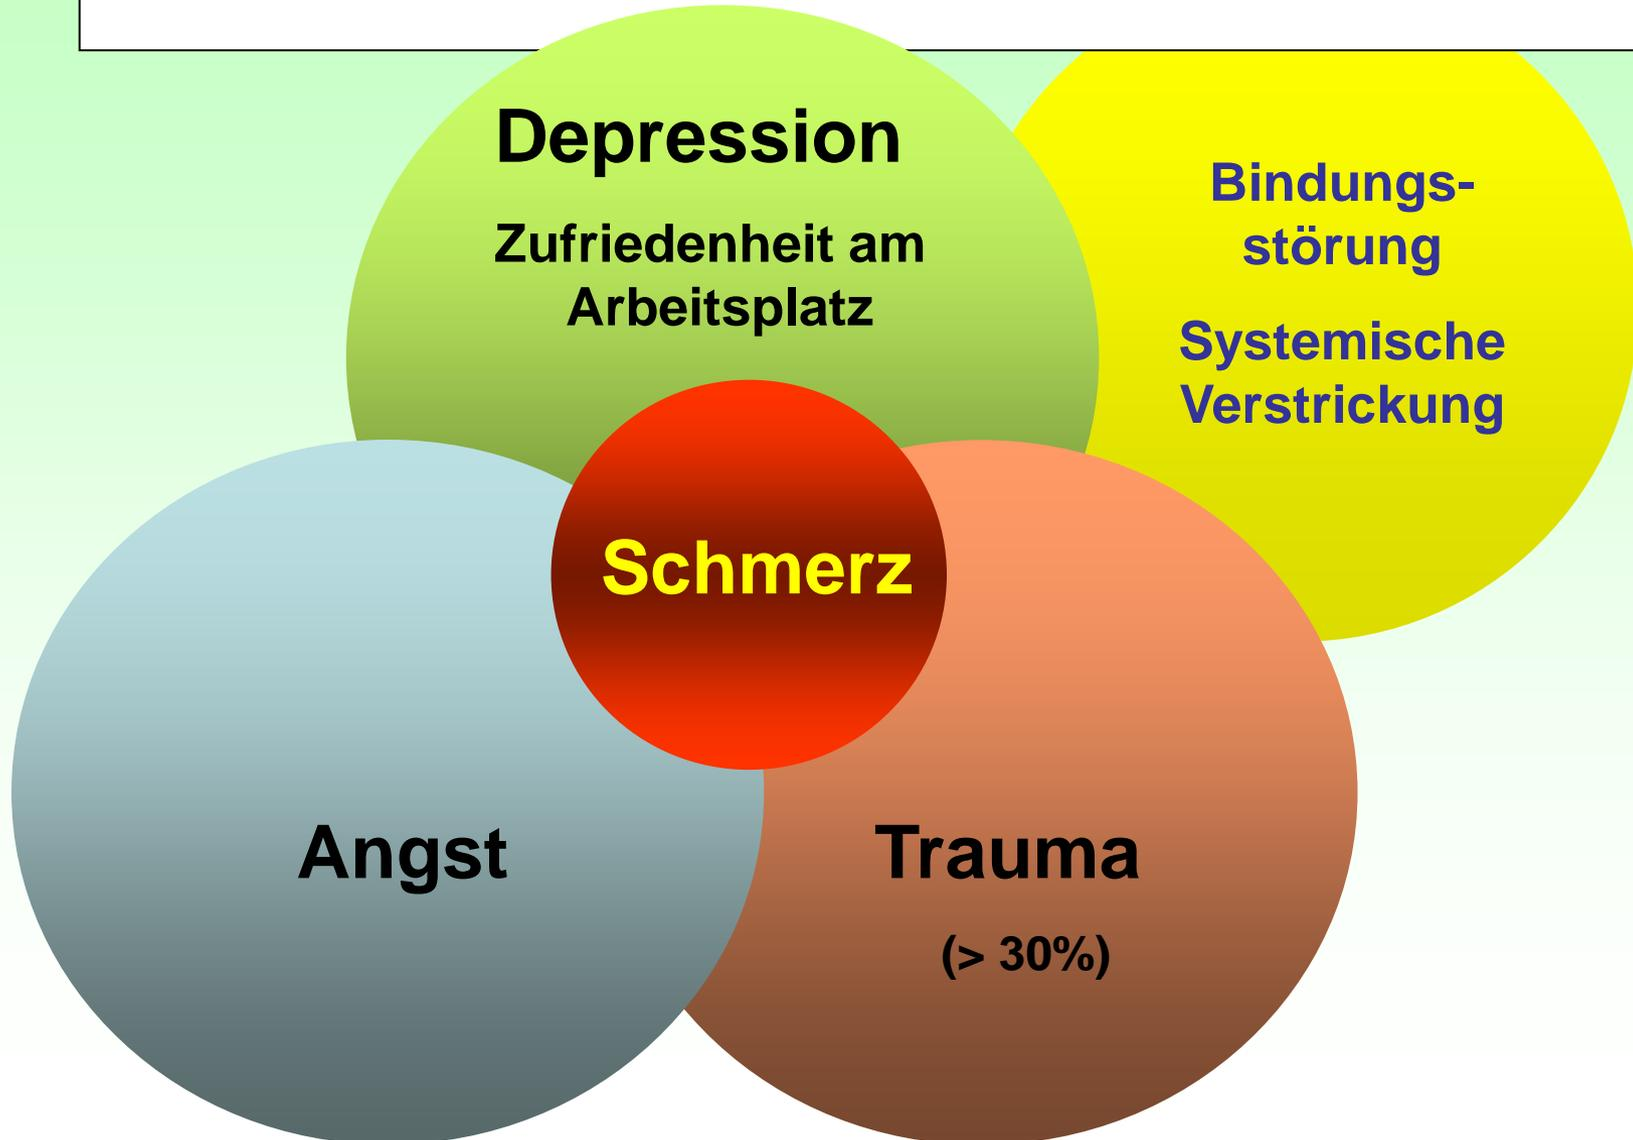 Depression
Zufriedenheit am
Arbeitsplatz
Bindungs-
störung
Systemische
Verstrickung
Schmerz
Angst
Trauma
(> 30%)